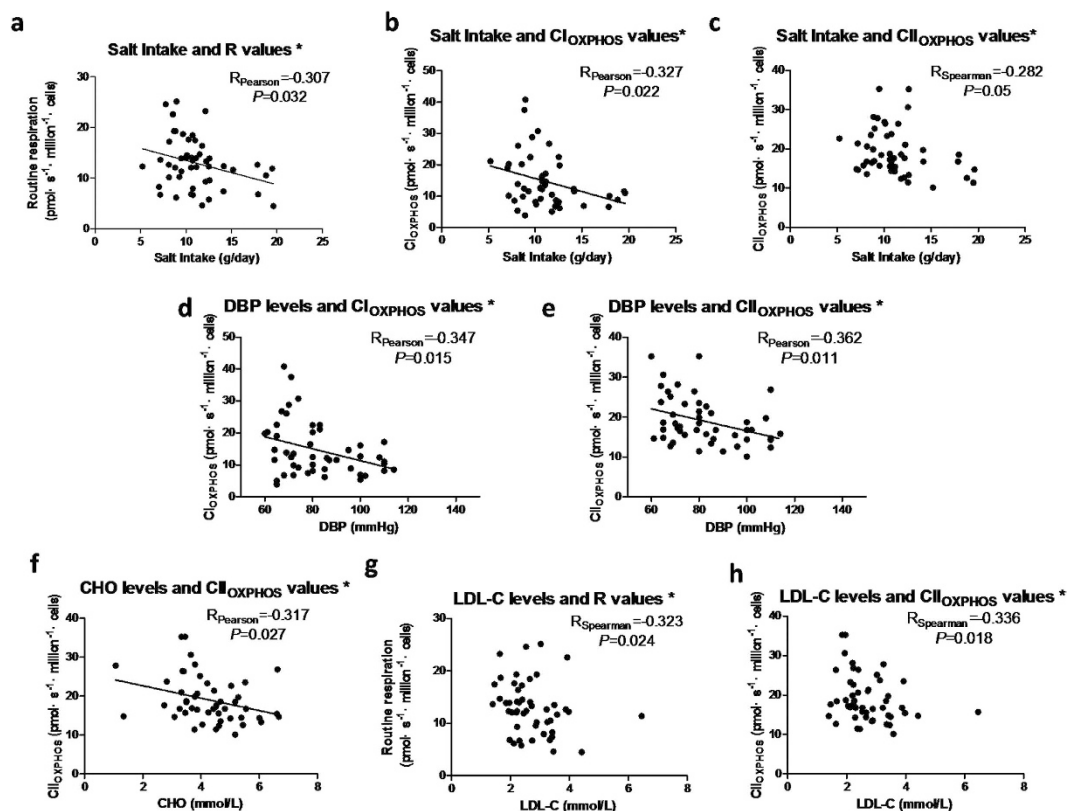 a
Salt Intake and R values *
R_Pearson=-0.307
P=0.032
Routine respiration
(pmol· s⁻¹· million⁻¹· cells)
30
20
10
0
0 5 10 15 20 25
Salt Intake (g/day)
b
Salt Intake and CI_OXPHOS values*
R_Pearson=-0.327
P=0.022
CI_OXPHOS (pmol· s⁻¹· million⁻¹· cells)
50
40
30
20
10
0
0 5 10 15 20 25
Salt Intake (g/day)
c
Salt Intake and CII_OXPHOS values*
R_Spearman=-0.282
P=0.05
CII_OXPHOS (pmol· s⁻¹· million⁻¹· cells)
40
30
20
10
0
0 5 10 15 20 25
Salt Intake (g/day)
d
DBP levels and CI_OXPHOS values *
R_Pearson=-0.347
P=0.015
CI_OXPHOS (pmol· s⁻¹· million⁻¹· cells)
50
40
30
20
10
0
60 80 100 120 140
DBP (mmHg)
e
DBP levels and CII_OXPHOS values *
R_Pearson=-0.362
P=0.011
CII_OXPHOS (pmol· s⁻¹· million⁻¹· cells)
40
30
20
10
0
60 80 100 120 140
DBP (mmHg)
f
CHO levels and CII_OXPHOS values *
R_Pearson=-0.317
P=0.027
CII_OXPHOS (pmol· s⁻¹· million⁻¹· cells)
40
30
20
10
0
0 2 4 6 8
CHO (mmol/L)
g
LDL-C levels and R values *
R_Spearman=-0.323
P=0.024
Routine respiration
(pmol· s⁻¹· million⁻¹· cells)
30
20
10
0
0 2 4 6 8
LDL-C (mmol/L)
h
LDL-C levels and CII_OXPHOS values *
R_Spearman=-0.336
P=0.018
CII_OXPHOS (pmol· s⁻¹· million⁻¹· cells)
40
30
20
10
0
0 2 4 6 8
LDL-C (mmol/L)